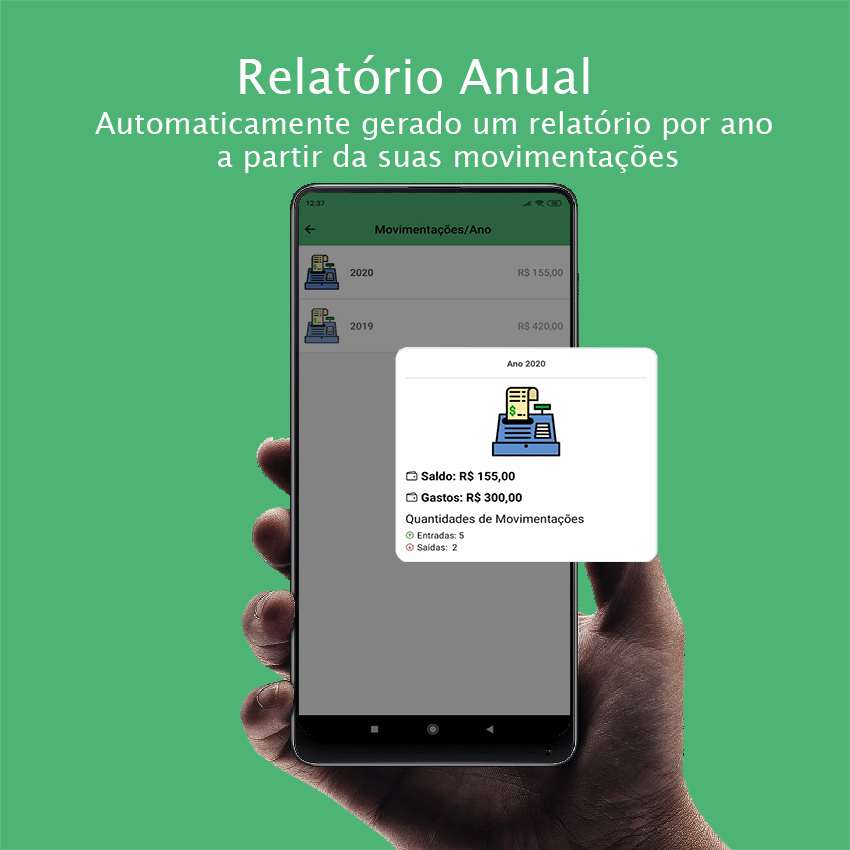 Relatório Anual
Automaticamente gerado um relatório por ano
a partir da suas movimentações
12:37
Movimentações/Ano
2020 R$ 155,00
2019 R$ 420,00
Ano 2020
$
Saldo: R$ 155,00
Gastos: R$ 300,00
Quantidades de Movimentações
Entradas: 5
Saídas: 2